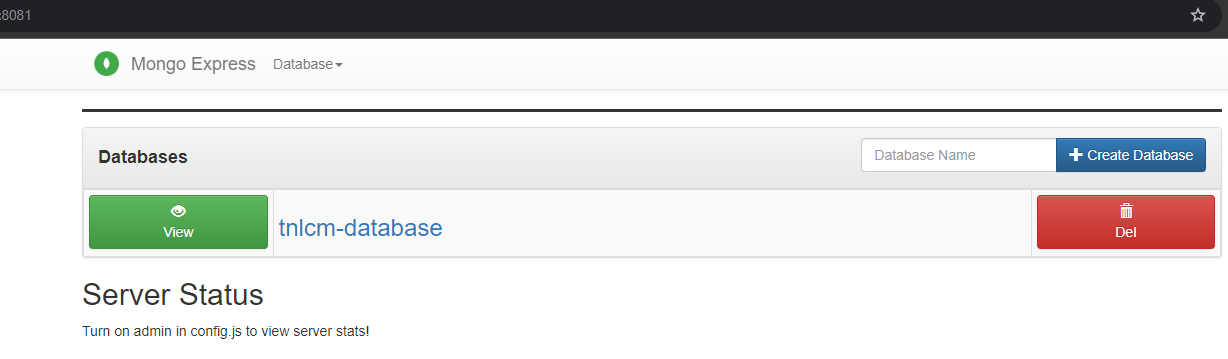 :8081
Mongo Express Database
Databases
Database Name
Create Database
View
tnlcm-database
Del
Server Status
Turn on admin in config.js to view server stats!